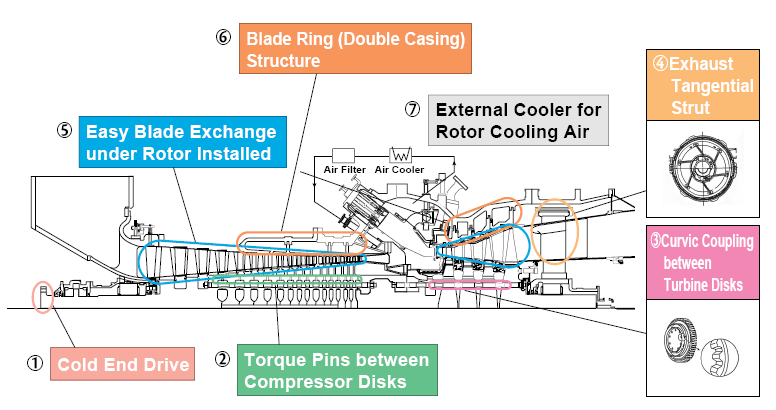 ⑥ Blade Ring (Double Casing)
Structure
⑤ Easy Blade Exchange
under Rotor Installed
⑦ External Cooler for
Rotor Cooling Air
Air Filter
Air Cooler
④Exhaust
Tangential
Strut
③Curvic Coupling
between
Turbine Disks
① Cold End Drive
② Torque Pins between
Compressor Disks